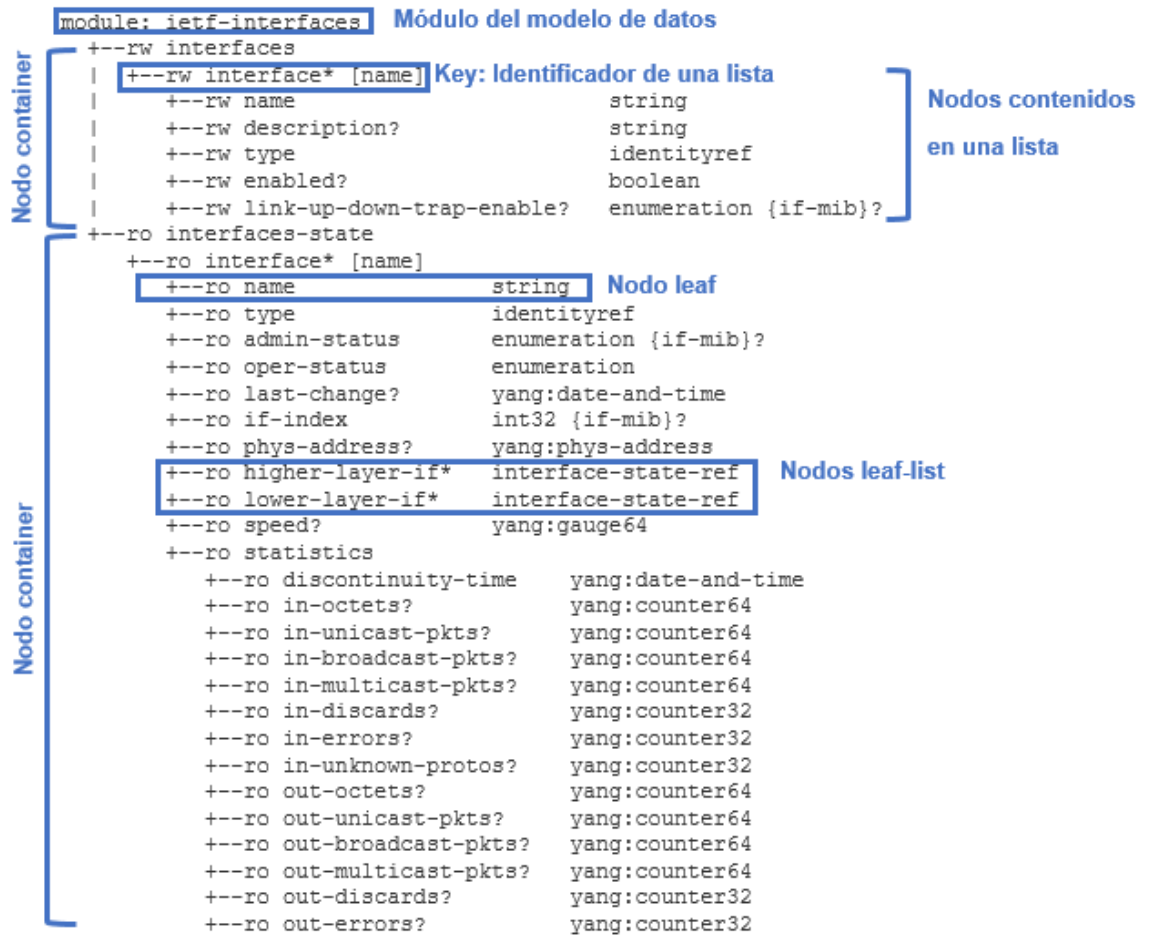 module: ietf-interfaces Módulo del modelo de datos
+--rw interfaces
| +--rw interface* [name] Key: Identificador de una lista
| +--rw name string
| +--rw description? string
| +--rw type identityref
| +--rw enabled? boolean
| +--rw link-up-down-trap-enable? enumeration {if-mib}?
Nodo container
Nodos contenidos
en una lista
+--ro interfaces-state
+--ro interface* [name]
+--ro name string Nodo leaf
+--ro type identityref
+--ro admin-status enumeration {if-mib}?
+--ro oper-status enumeration
+--ro last-change? yang:date-and-time
+--ro if-index int32 {if-mib}?
+--ro phys-address? yang:phys-address
+--ro higher-layer-if* interface-state-ref Nodos leaf-list
+--ro lower-layer-if* interface-state-ref
+--ro speed? yang:gauge64
+--ro statistics
+--ro discontinuity-time yang:date-and-time
+--ro in-octets? yang:counter64
+--ro in-unicast-pkts? yang:counter64
+--ro in-broadcast-pkts? yang:counter64
+--ro in-multicast-pkts? yang:counter64
+--ro in-discards? yang:counter32
+--ro in-errors? yang:counter32
+--ro in-unknown-protos? yang:counter32
+--ro out-octets? yang:counter64
+--ro out-unicast-pkts? yang:counter64
+--ro out-broadcast-pkts? yang:counter64
+--ro out-multicast-pkts? yang:counter64
+--ro out-discards? yang:counter32
+--ro out-errors? yang:counter32
Nodo container